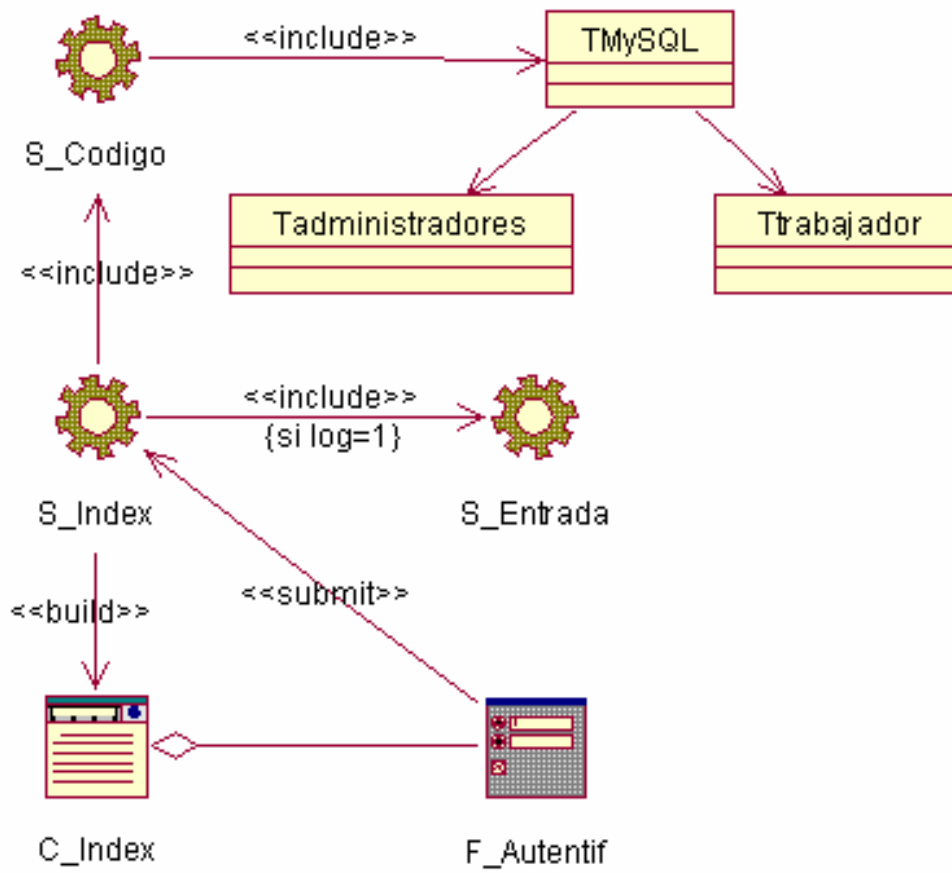 <<include>>
TMySQL
S_Codigo
Tadministradores
Ttrabajador
<<include>>
<<include>>
{si log=1}
S_Index
S_Entrada
<<build>>
<<submit>>
C_Index
F_Autentif